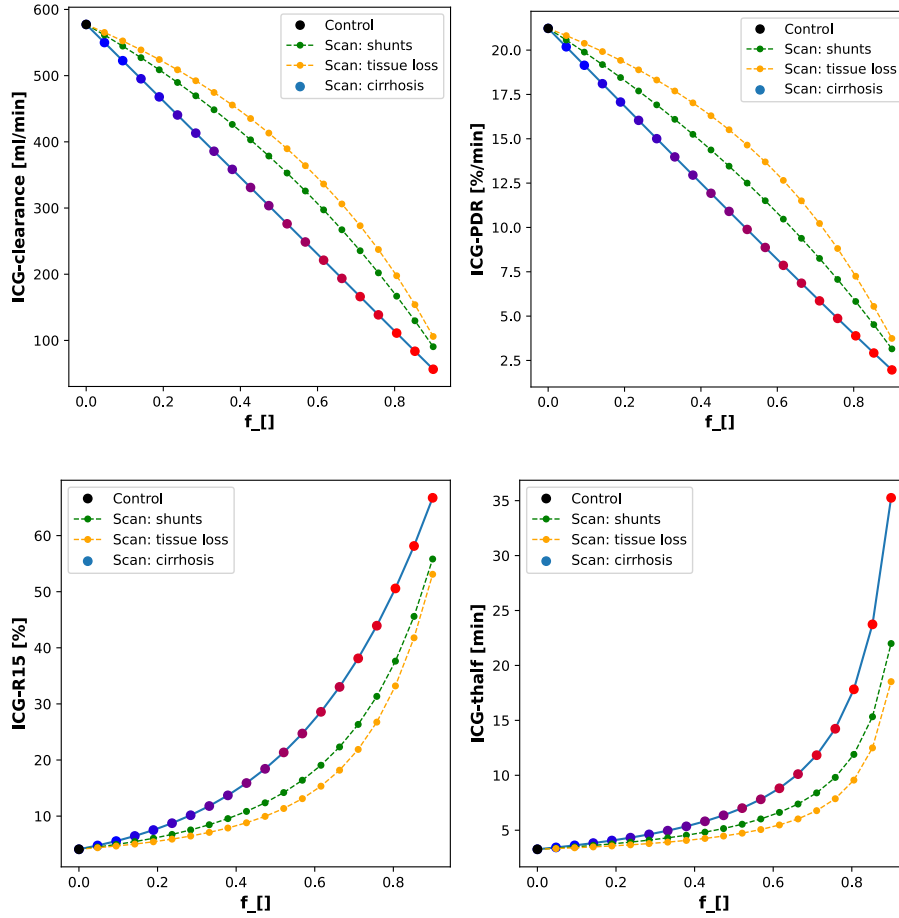 600
500
400
300
200
100
ICG-clearance [ml/min]
Control
Scan: shunts
Scan: tissue loss
Scan: cirrhosis
0.0 0.2 0.4 0.6 0.8
f_[]
20.0
17.5
15.0
12.5
10.0
7.5
5.0
2.5
ICG-PDR [%/min]
Control
Scan: shunts
Scan: tissue loss
Scan: cirrhosis
0.0 0.2 0.4 0.6 0.8
f_[]
60
50
40
30
20
10
ICG-R15 [%]
Control
Scan: shunts
Scan: tissue loss
Scan: cirrhosis
0.0 0.2 0.4 0.6 0.8
f_[]
35
30
25
20
15
10
5
ICG-thalf [min]
Control
Scan: shunts
Scan: tissue loss
Scan: cirrhosis
0.0 0.2 0.4 0.6 0.8
f_[]